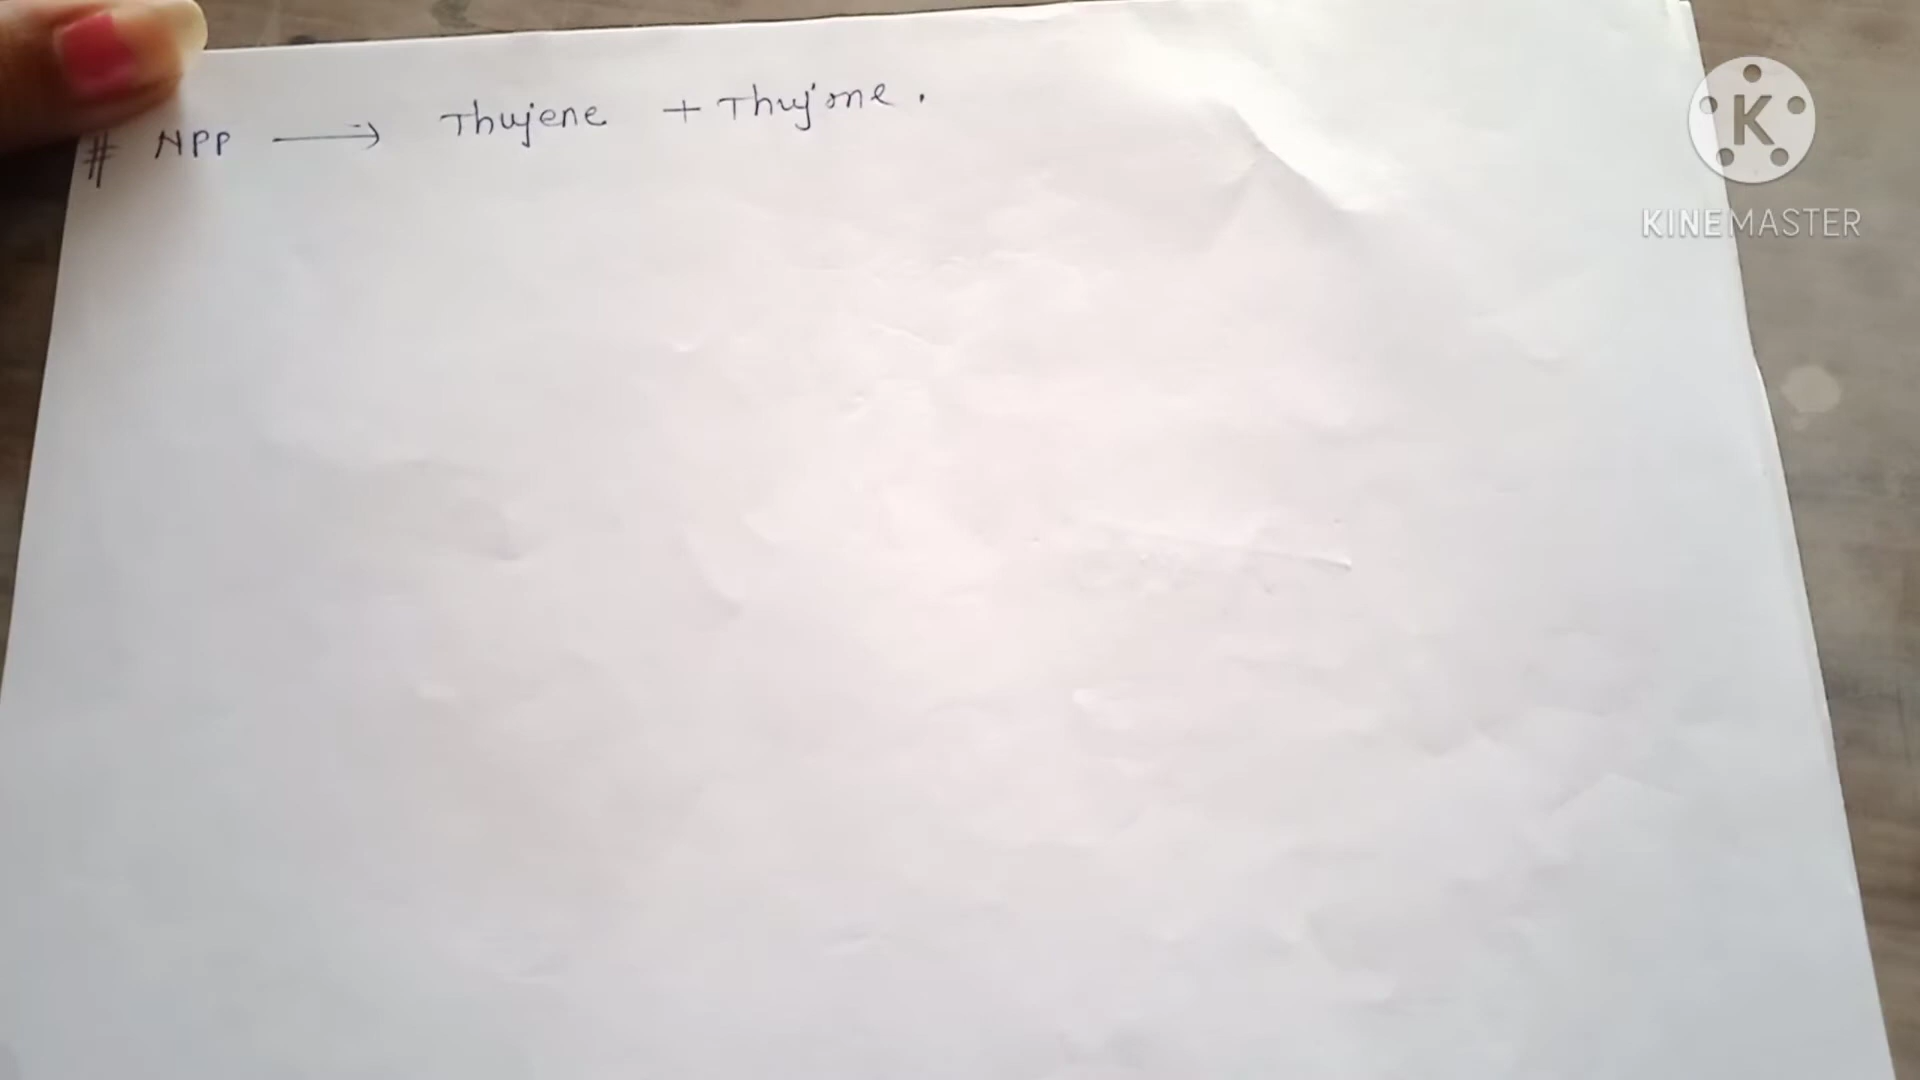 # NPP → Thujene + Thujone.
K
KINEMASTER